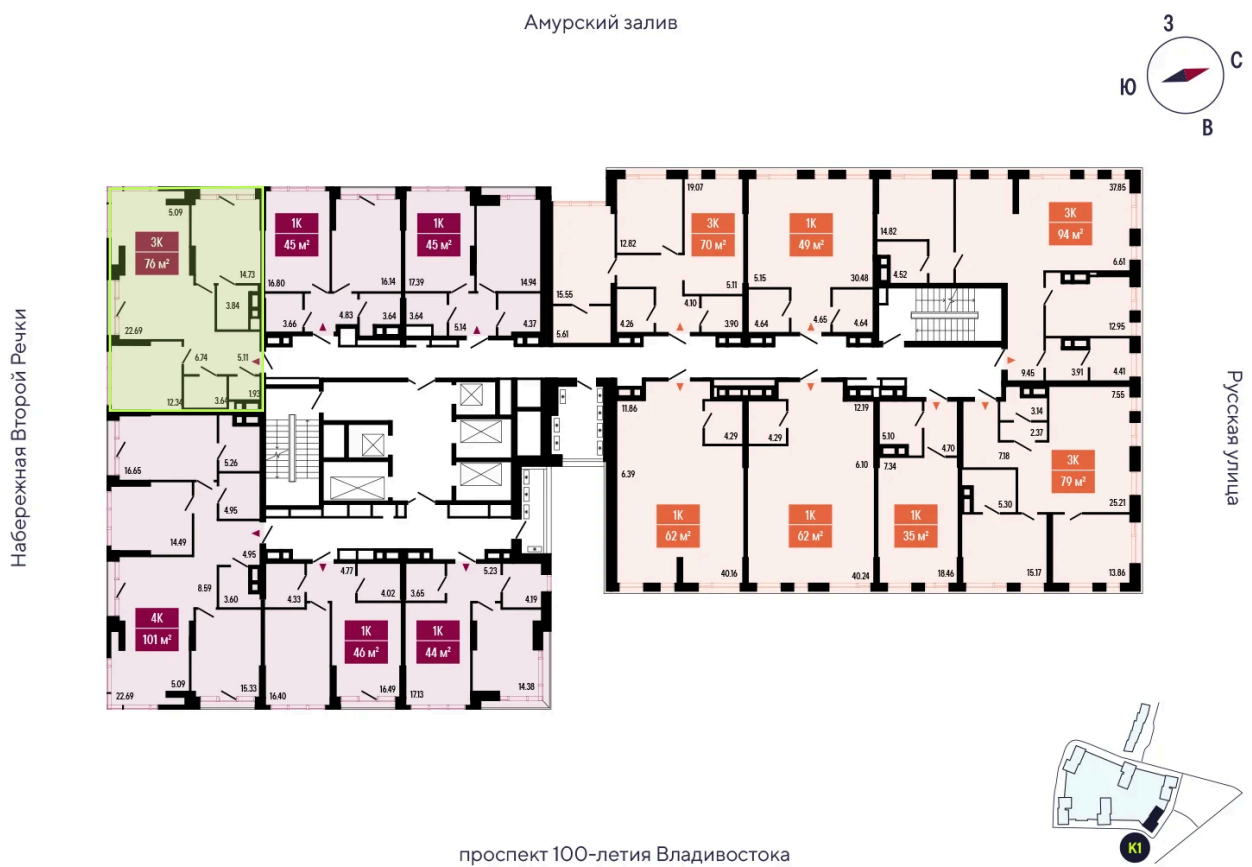 Амурский залив
З
С
Ю
В
Набережная Второй Речки
Русская улица
5.09
3К
76 м²
14.73
3.84
22.69
6.74
5.11
12.34
3.64
1.93
1К
45 м²
16.80
16.14
3.66
4.83
3.64
1К
45 м²
17.39
14.94
3.64
5.14
4.37
15.55
5.61
19.07
3К
70 м²
12.82
5.11
4.10
4.26
3.90
1К
49 м²
5.15
30.48
4.64
4.65
4.64
37.85
3К
94 м²
14.82
4.52
6.61
12.95
9.45
3.91
4.41
16.65
5.26
4.95
14.49
4.95
8.59
3.60
4К
101 м²
22.69
5.09
15.33
4.77
4.33
4.02
1К
46 м²
16.40
16.49
5.23
3.65
4.19
1К
44 м²
17.13
14.38
11.86
4.29
6.39
1К
62 м²
40.16
12.19
4.29
6.10
1К
62 м²
40.24
5.10
4.70
7.34
1К
35 м²
18.46
7.55
3.14
2.37
7.18
3К
79 м²
5.30
25.21
15.17
13.86
К1
проспект 100-летия Владивостока